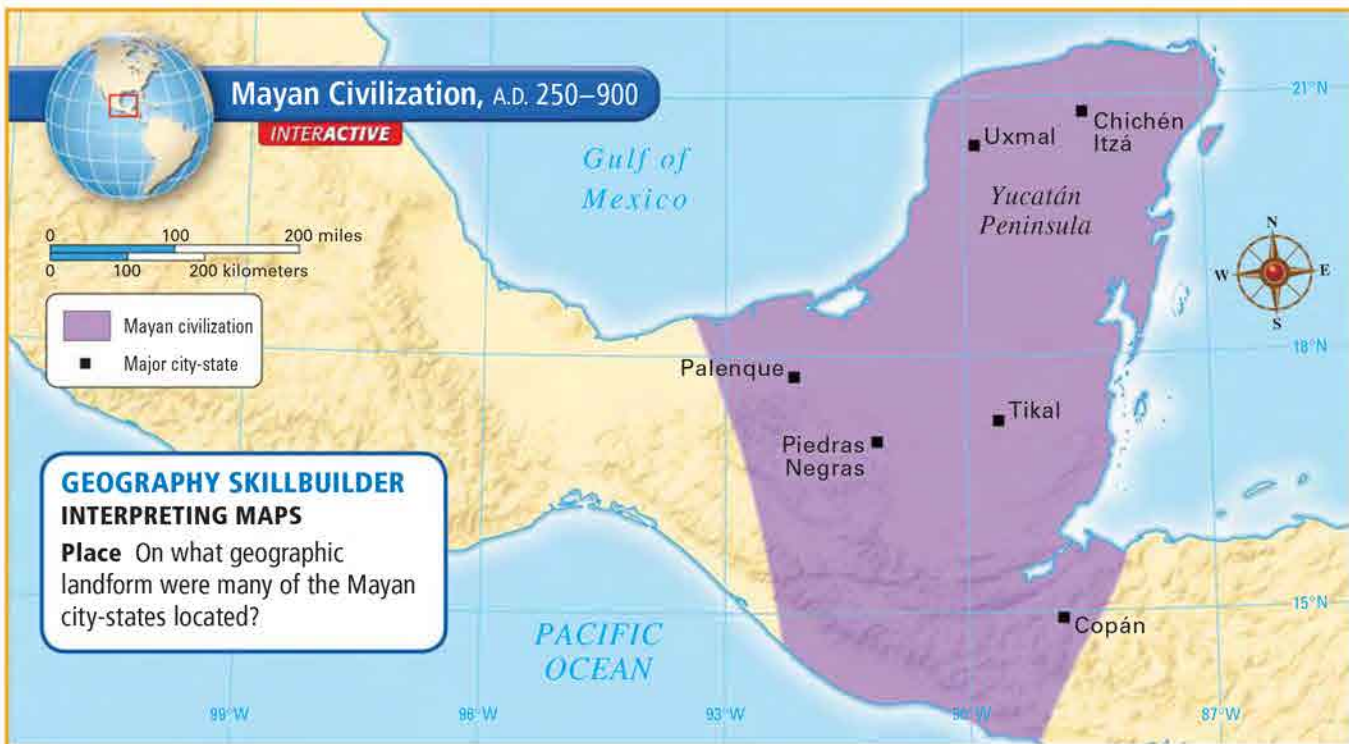 Mayan Civilization, A.D. 250–900
INTERACTIVE
0 100 200 miles
0 100 200 kilometers
Mayan civilization
Major city-state
GEOGRAPHY SKILLBUILDER
INTERPRETING MAPS
Place On what geographic
landform were many of the Mayan
city-states located?
Gulf of
Mexico
Uxmal
Chichén
Itzá
Yucatán
Peninsula
N
W E
S
Palenque
Tikal
Piedras
Negras
Copán
PACIFIC
OCEAN
21°N
18°N
15°N
99°W
96°W
93°W
90°W
87°W